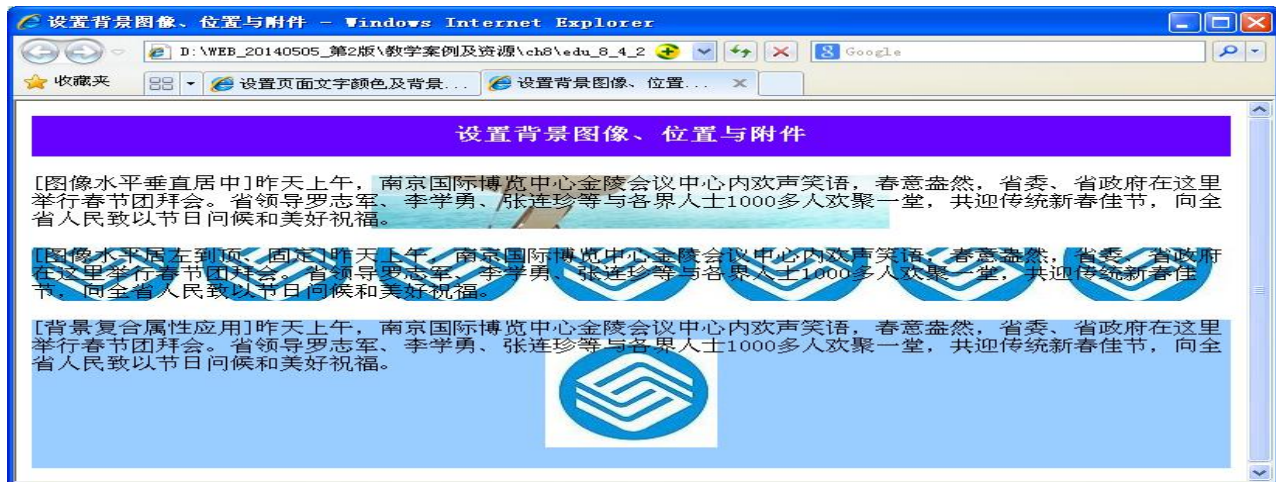 设置背景图像、位置与附件 - Windows Internet Explorer
D:\WEB_20140505_第2版\教学案例及资源\ch8\edu_8_4_2
Google
收藏夹
设置页面文字颜色及背景...
设置背景图像、位置...
设置背景图像、位置与附件
[图像水平垂直居中]昨天上午，南京国际博览中心金陵会议中心内欢声笑语，春意盎然，省委、省政府在这里
举行春节团拜会。省领导罗志军、李学勇、张连珍等与各界人士1000多人欢聚一堂，共迎传统新春佳节，向全
省人民致以节日问候和美好祝福。
[图像水平居左到顶、固定]昨天上午，南京国际博览中心金陵会议中心内欢声笑语，春意盎然，省委、省政府
在这里举行春节团拜会。省领导罗志军、李学勇、张连珍等与各界人士1000多人欢聚一堂，共迎传统新春佳
节，向全省人民致以节日问候和美好祝福。
[背景复合属性应用]昨天上午，南京国际博览中心金陵会议中心内欢声笑语，春意盎然，省委、省政府在这里
举行春节团拜会。省领导罗志军、李学勇、张连珍等与各界人士1000多人欢聚一堂，共迎传统新春佳节，向全
省人民致以节日问候和美好祝福。